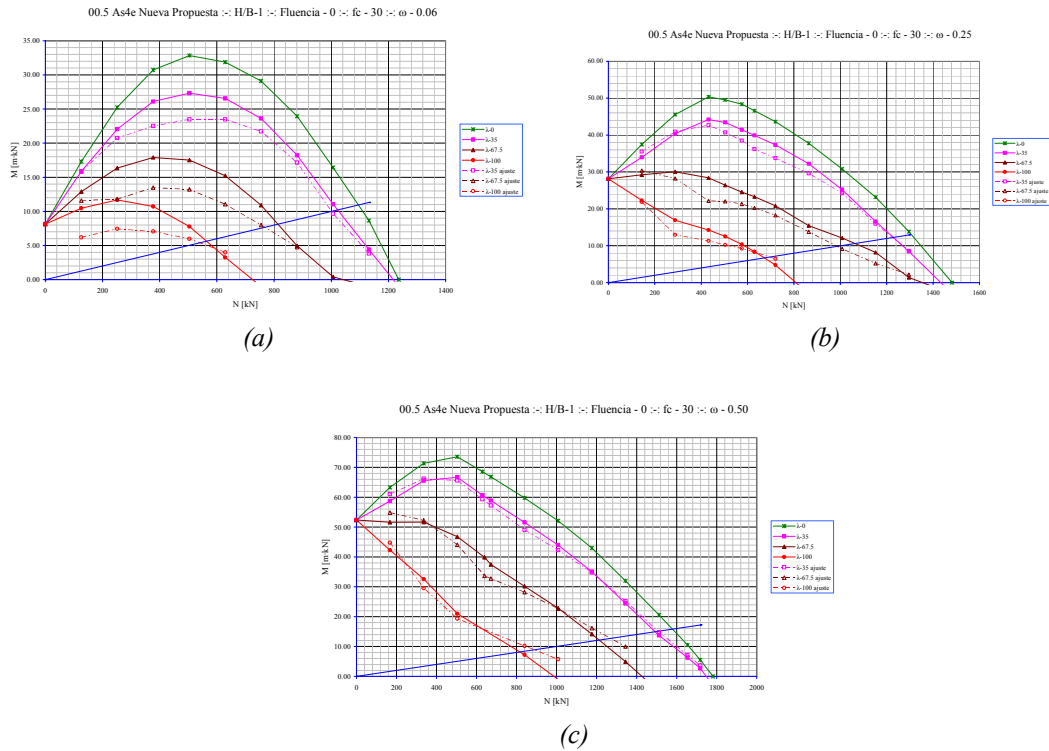 00.5 As4e Nueva Propuesta :-: H/B-1 :-: Fluencia - 0 :-: fc - 30 :-: ω - 0.06
35.00
30.00
25.00
20.00
15.00
10.00
5.00
0.00
M [m·kN]
0
200
400
600
800
1000
1200
1400
N [kN]
λ-0
λ-35
λ-67.5
λ-100
λ-35 ajuste
λ-67.5 ajuste
λ-100 ajuste
(a)
00.5 As4e Nueva Propuesta :-: H/B-1 :-: Fluencia - 0 :-: fc - 30 :-: ω - 0.25
60.00
50.00
40.00
30.00
20.00
10.00
0.00
M [m·kN]
0
200
400
600
800
1000
1200
1400
1600
N [kN]
λ-0
λ-35
λ-67.5
λ-100
λ-35 ajuste
λ-67.5 ajuste
λ-100 ajuste
(b)
00.5 As4e Nueva Propuesta :-: H/B-1 :-: Fluencia - 0 :-: fc - 30 :-: ω - 0.50
80.00
70.00
60.00
50.00
40.00
30.00
20.00
10.00
0.00
M [m·kN]
0
200
400
600
800
1000
1200
1400
1600
1800
2000
N [kN]
λ-0
λ-35
λ-67.5
λ-100
λ-35 ajuste
λ-67.5 ajuste
λ-100 ajuste
(c)